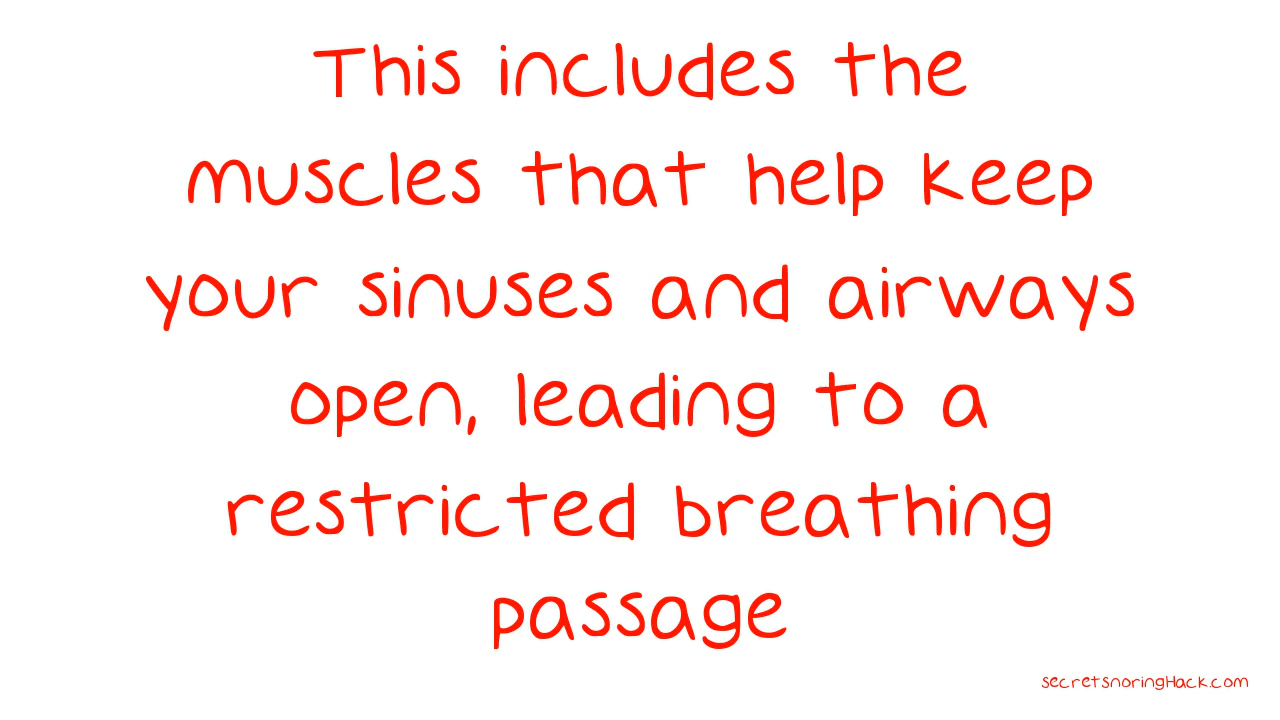 This includes the
muscles that help keep
your sinuses and airways
open, leading to a
restricted breathing
passage
secretsnoringHack.com